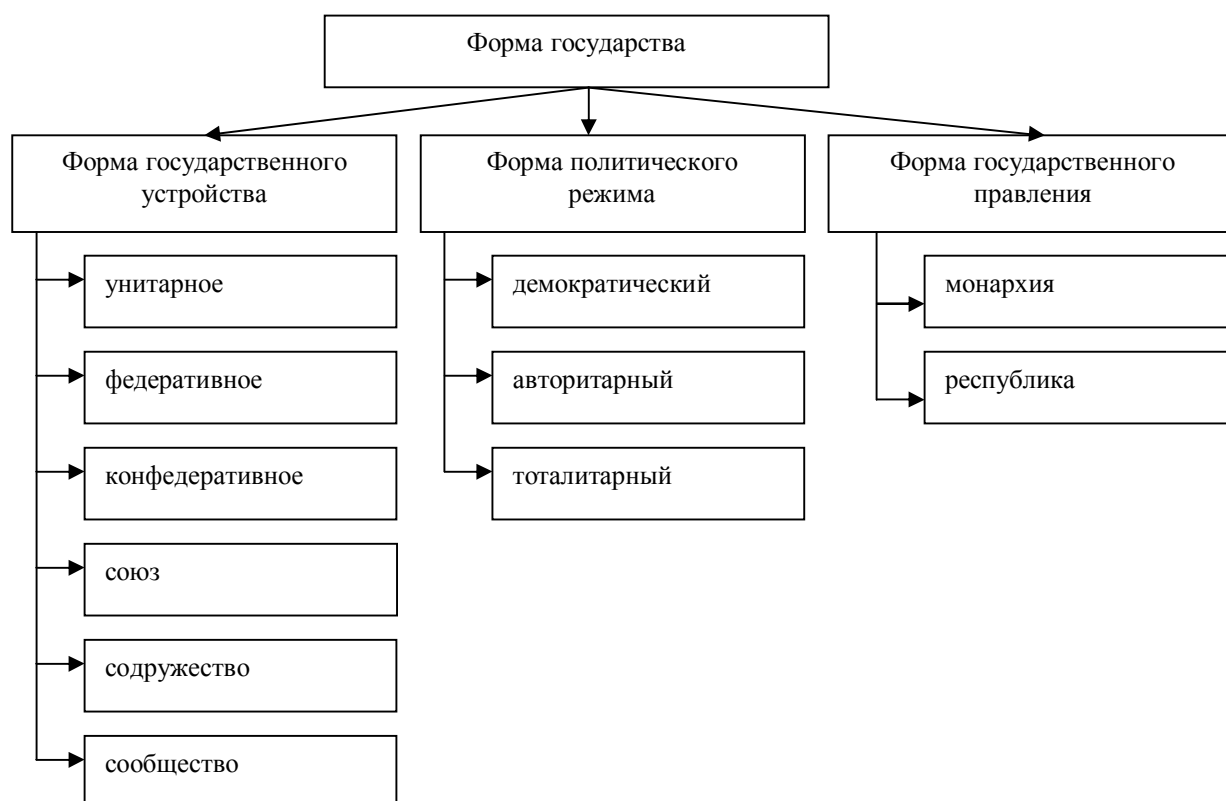 Форма государства
Форма государственного
устройства
унитарное
федеративное
конфедеративное
союз
содружество
сообщество
Форма политического
режима
демократический
авторитарный
тоталитарный
Форма государственного
правления
монархия
республика